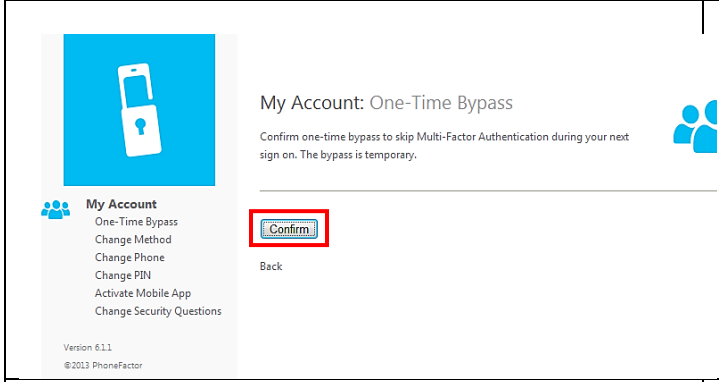 My Account: One-Time Bypass
Confirm one-time bypass to skip Multi-Factor Authentication during your next
sign on. The bypass is temporary.
Confirm
Back
My Account
One-Time Bypass
Change Method
Change Phone
Change PIN
Activate Mobile App
Change Security Questions
Version 6.1.1
©2013 PhoneFactor